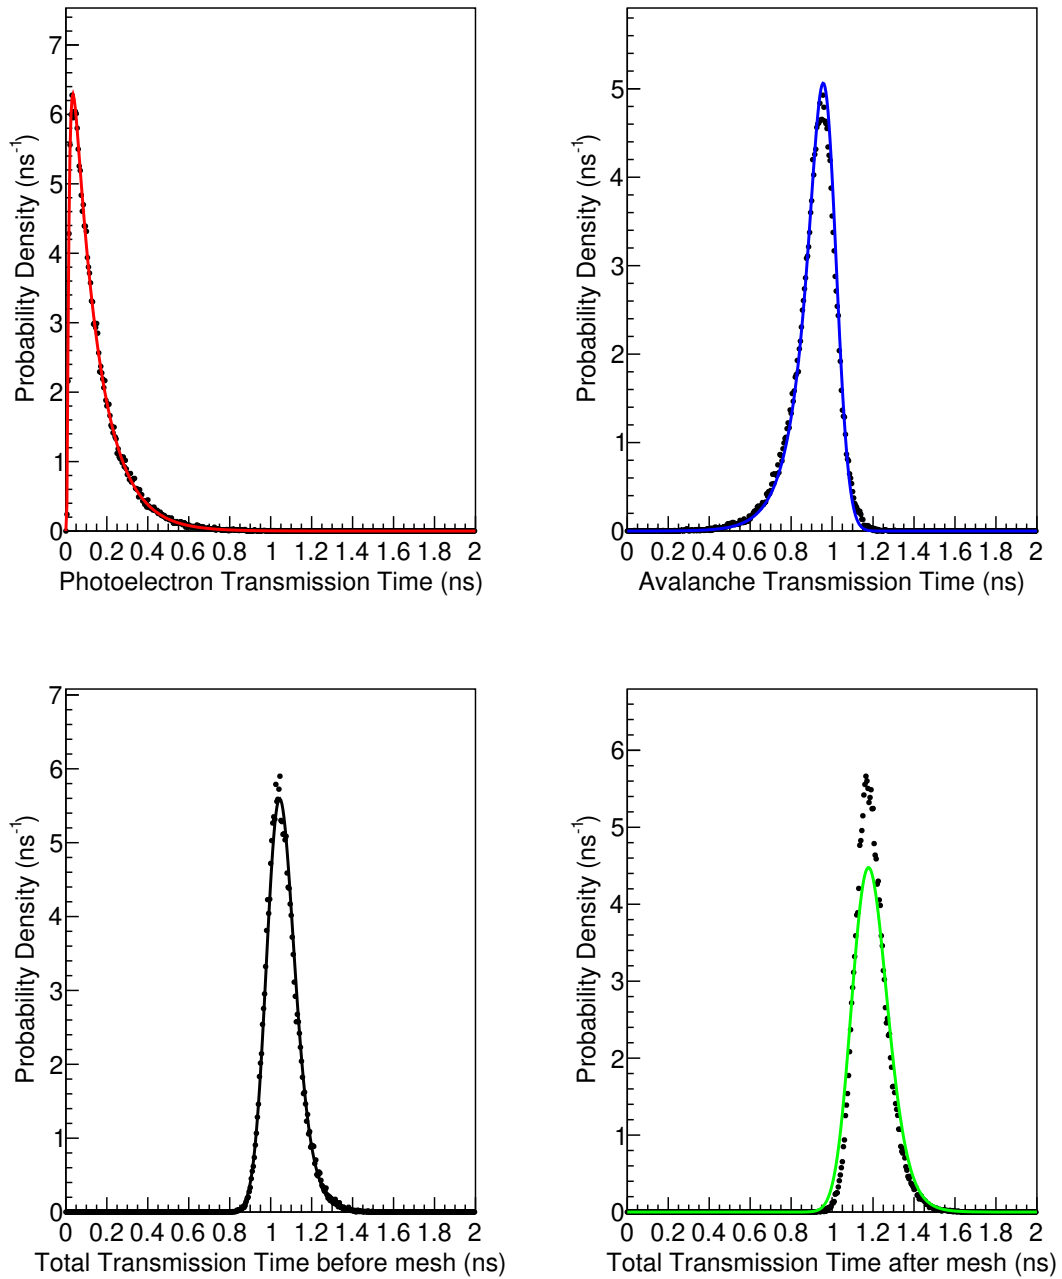 Probability Density (ns⁻¹)
7
6
5
4
3
2
1
0
0 0.2 0.4 0.6 0.8 1 1.2 1.4 1.6 1.8 2
Photoelectron Transmission Time (ns)
Probability Density (ns⁻¹)
5
4
3
2
1
0
0 0.2 0.4 0.6 0.8 1 1.2 1.4 1.6 1.8 2
Avalanche Transmission Time (ns)
Probability Density (ns⁻¹)
7
6
5
4
3
2
1
0
0 0.2 0.4 0.6 0.8 1 1.2 1.4 1.6 1.8 2
Total Transmission Time before mesh (ns)
Probability Density (ns⁻¹)
6
5
4
3
2
1
0
0 0.2 0.4 0.6 0.8 1 1.2 1.4 1.6 1.8 2
Total Transmission Time after mesh (ns)